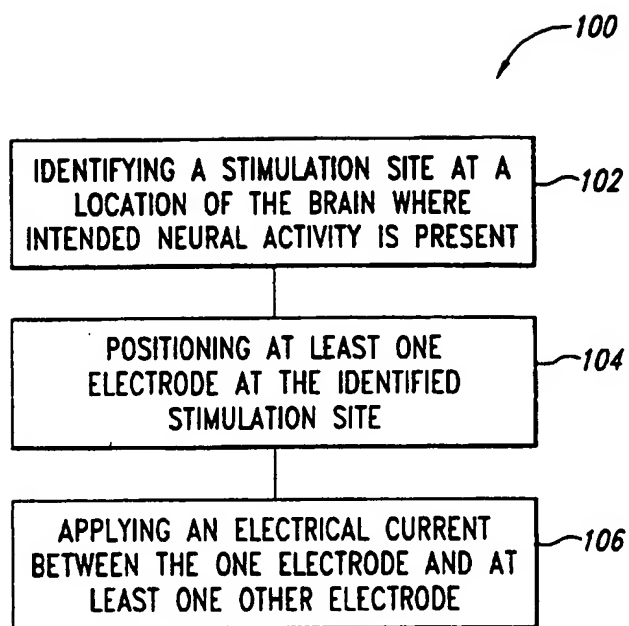 100
IDENTIFYING A STIMULATION SITE AT A
LOCATION OF THE BRAIN WHERE
INTENDED NEURAL ACTIVITY IS PRESENT
102
POSITIONING AT LEAST ONE
ELECTRODE AT THE IDENTIFIED
STIMULATION SITE
104
APPLYING AN ELECTRICAL CURRENT
BETWEEN THE ONE ELECTRODE AND AT
LEAST ONE OTHER ELECTRODE
106